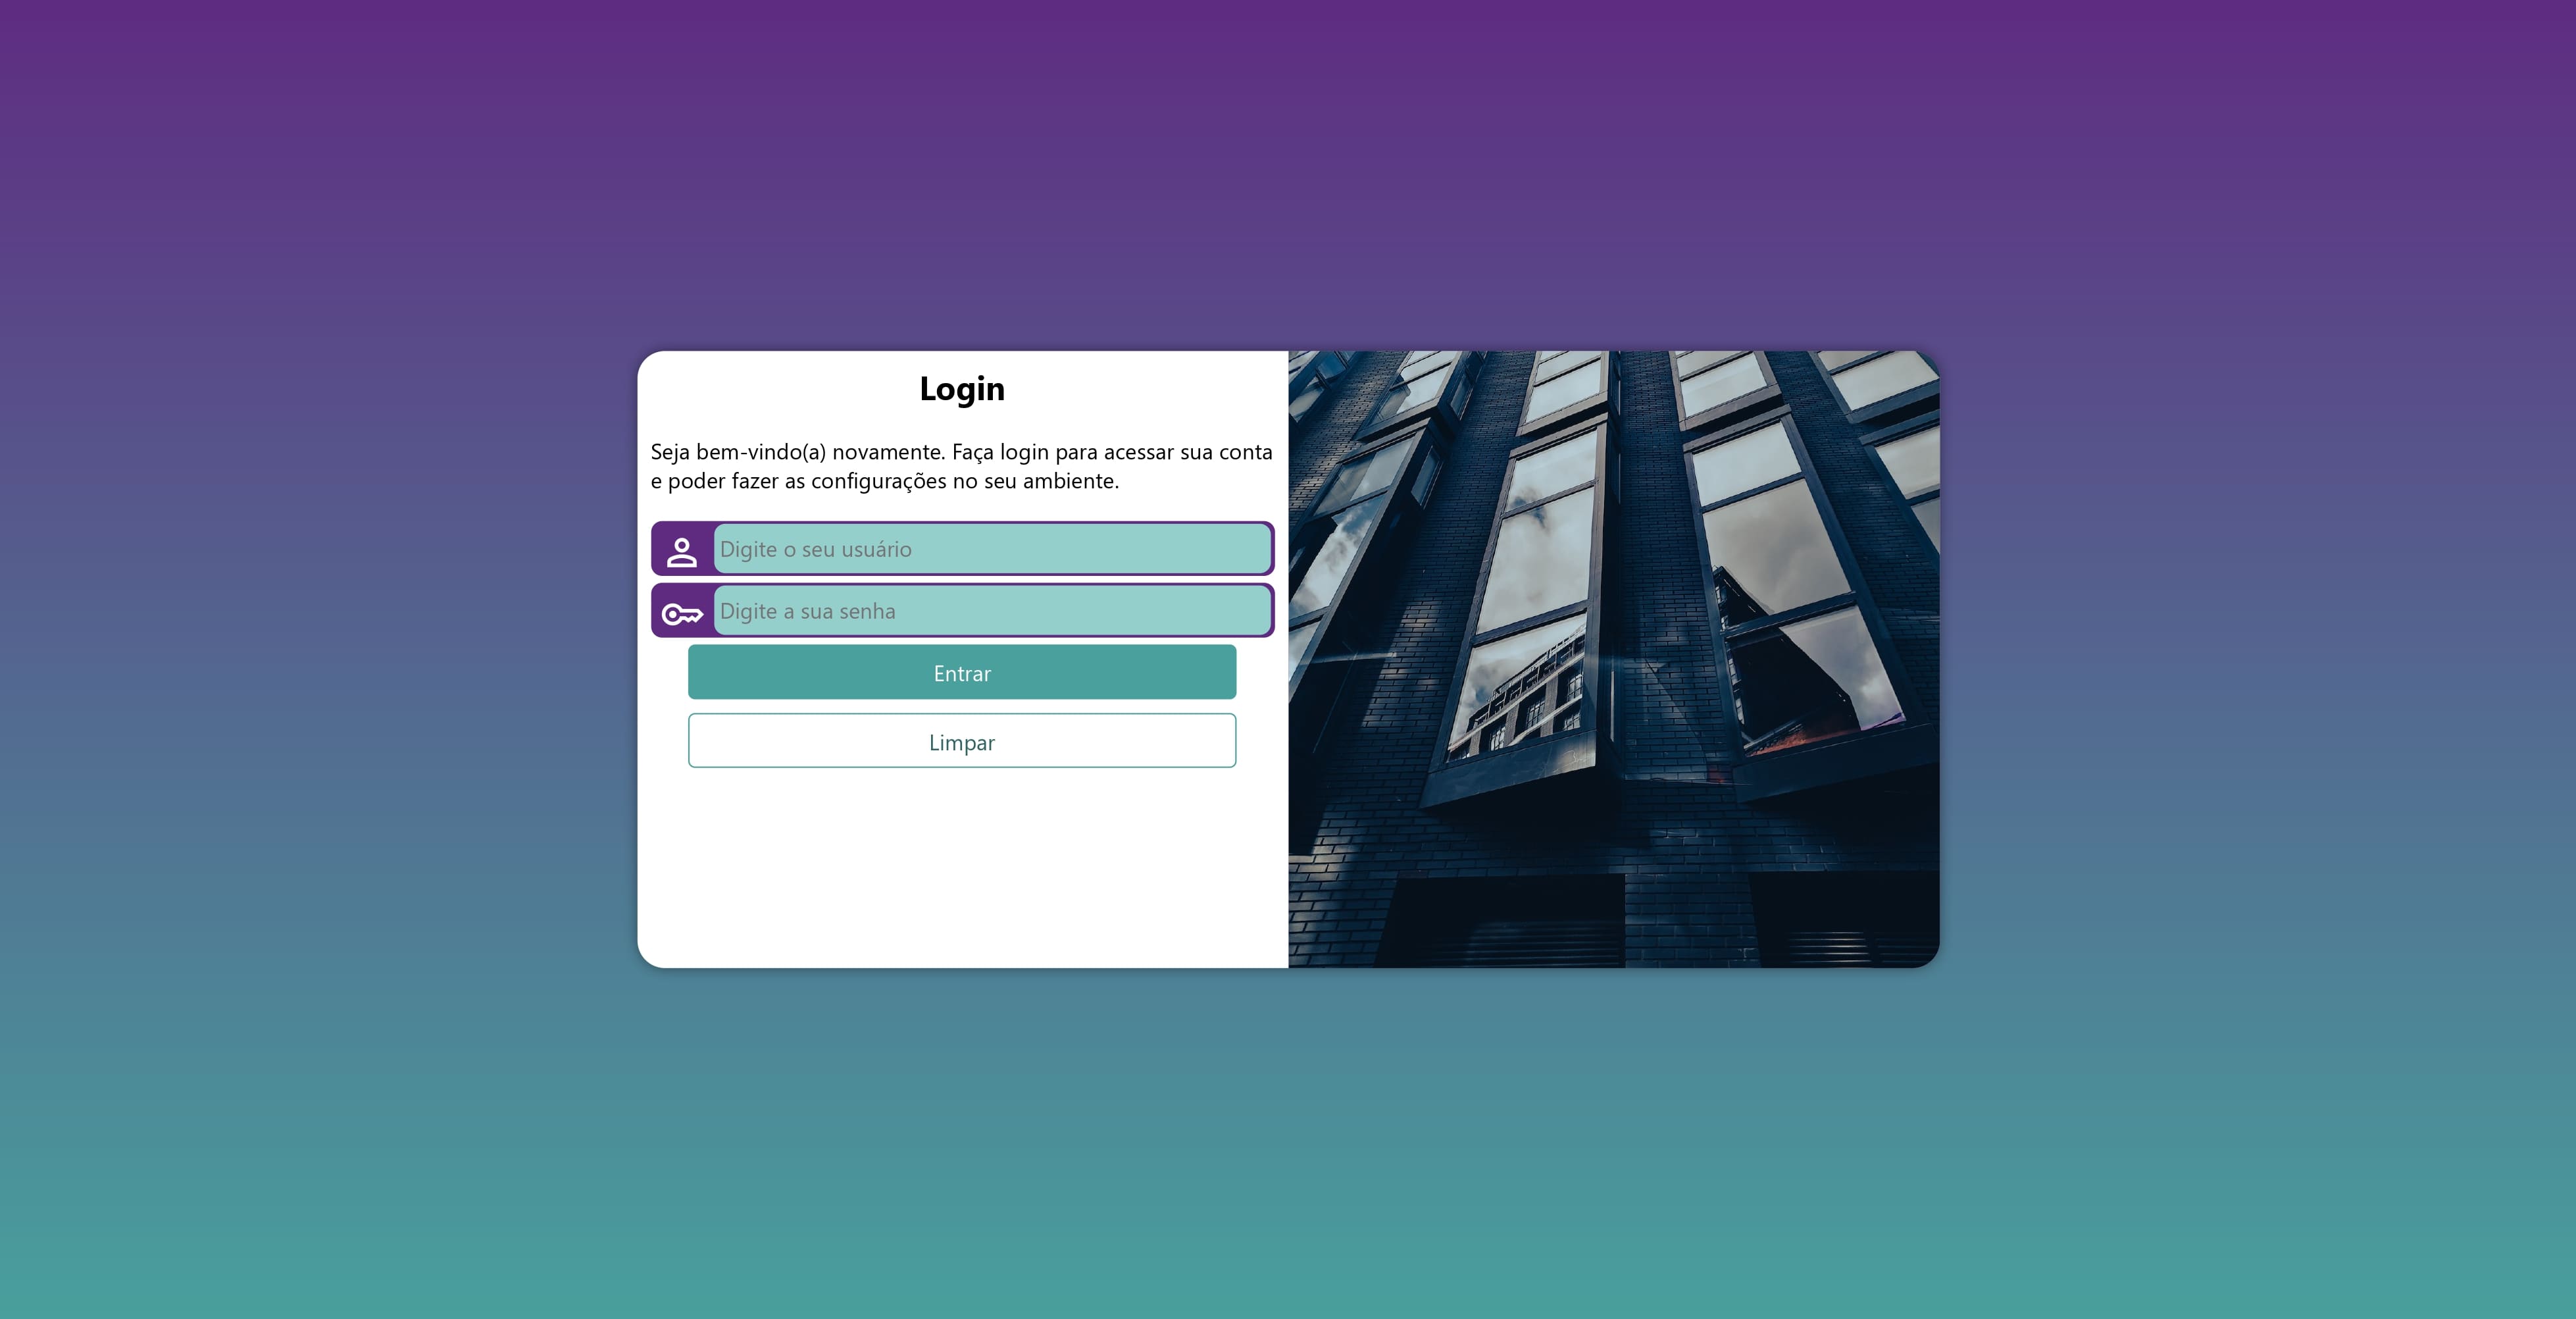 Login
Seja bem-vindo(a) novamente. Faça login para acessar sua conta
e poder fazer as configurações no seu ambiente.
Digite o seu usuário
Digite a sua senha
Entrar
Limpar